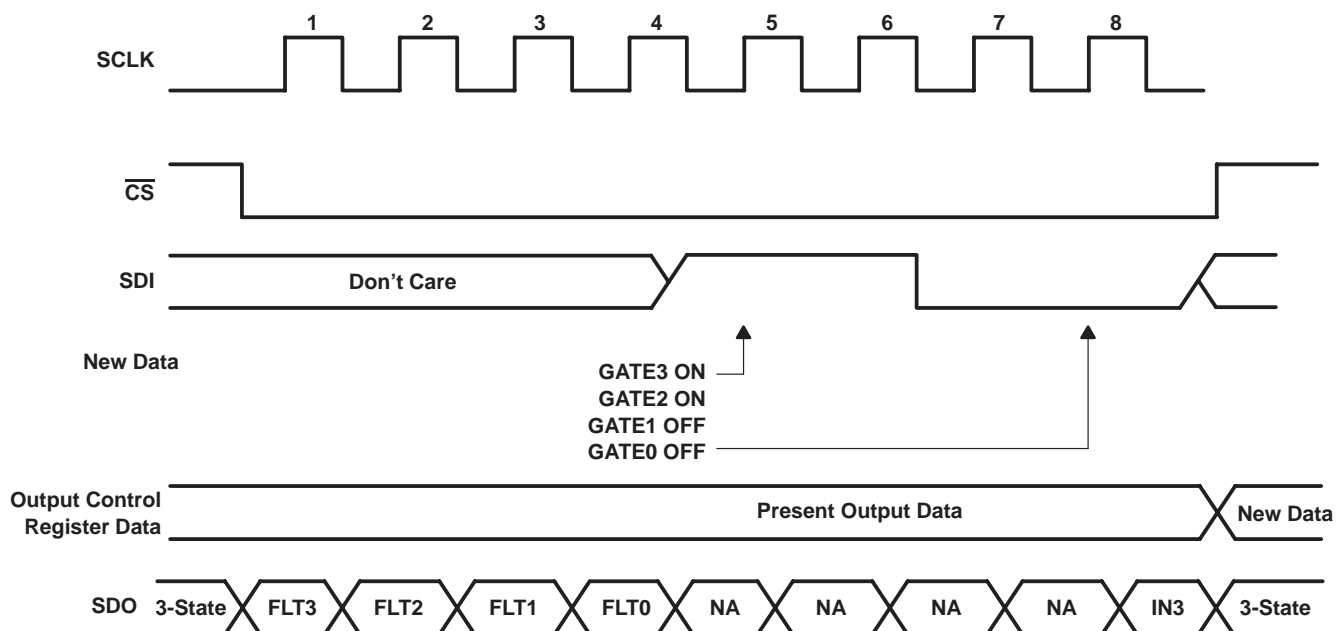 1 2 3 4 5 6 7 8
SCLK
CS
SDI
Don't Care
New Data
GATE3 ON
GATE2 ON
GATE1 OFF
GATE0 OFF
Output Control
Register Data
Present Output Data
New Data
SDO 3-State FLT3 FLT2 FLT1 FLT0 NA NA NA NA IN3 3-State